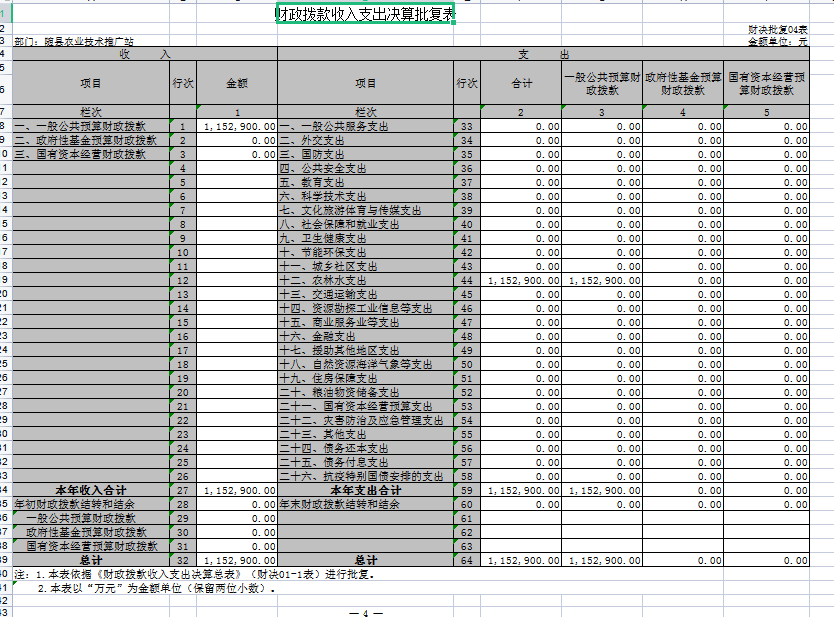 财政拨款收入支出决算批复表
财决批复04表
部门：随县农业技术推广站 金额单位：元
收 入 支 出
项目 行次 金额 项目 行次 合计 一般公共预算财政拨款 政府性基金预算财政拨款 国有资本经营预算财政拨款
栏次 1 栏次 2 3 4 5
一、一般公共预算财政拨款 1 1,152,900.00 一、一般公共服务支出 33 0.00 0.00 0.00 0.00
二、政府性基金预算财政拨款 2 0.00 二、外交支出 34 0.00 0.00 0.00 0.00
三、国有资本经营财政拨款 3 0.00 三、国防支出 35 0.00 0.00 0.00 0.00
4 四、公共安全支出 36 0.00 0.00 0.00 0.00
5 五、教育支出 37 0.00 0.00 0.00 0.00
6 六、科学技术支出 38 0.00 0.00 0.00 0.00
7 七、文化旅游体育与传媒支出 39 0.00 0.00 0.00 0.00
8 八、社会保障和就业支出 40 0.00 0.00 0.00 0.00
9 九、卫生健康支出 41 0.00 0.00 0.00 0.00
10 十、节能环保支出 42 0.00 0.00 0.00 0.00
11 十一、城乡社区支出 43 0.00 0.00 0.00 0.00
12 十二、农林水支出 44 1,152,900.00 1,152,900.00 0.00 0.00
13 十三、交通运输支出 45 0.00 0.00 0.00 0.00
14 十四、资源勘探工业信息等支出 46 0.00 0.00 0.00 0.00
15 十五、商业服务业等支出 47 0.00 0.00 0.00 0.00
16 十六、金融支出 48 0.00 0.00 0.00 0.00
17 十七、援助其他地区支出 49 0.00 0.00 0.00 0.00
18 十八、自然资源海洋气象等支出 50 0.00 0.00 0.00 0.00
19 十九、住房保障支出 51 0.00 0.00 0.00 0.00
20 二十、粮油物资储备支出 52 0.00 0.00 0.00 0.00
21 二十一、国有资本经营预算支出 53 0.00 0.00 0.00 0.00
22 二十二、灾害防治及应急管理支出 54 0.00 0.00 0.00 0.00
23 二十三、其他支出 55 0.00 0.00 0.00 0.00
24 二十四、债务还本支出 56 0.00 0.00 0.00 0.00
25 二十五、债务付息支出 57 0.00 0.00 0.00 0.00
26 二十六、抗疫特别国债安排的支出 58 0.00 0.00 0.00 0.00
本年收入合计 27 1,152,900.00 本年支出合计 59 1,152,900.00 1,152,900.00 0.00 0.00
年初财政拨款结转和结余 28 0.00 年末财政拨款结转和结余 60 0.00 0.00 0.00 0.00
一般公共预算财政拨款 29 0.00 61
政府性基金预算财政拨款 30 0.00 62
国有资本经营预算财政拨款 31 0.00 63
总计 32 1,152,900.00 总计 64 1,152,900.00 1,152,900.00 0.00 0.00
注：1.本表依据《财政拨款收入支出决算总表》（财决01-1表）进行批复。
2.本表以“万元”为金额单位（保留两位小数）.
— 4 —